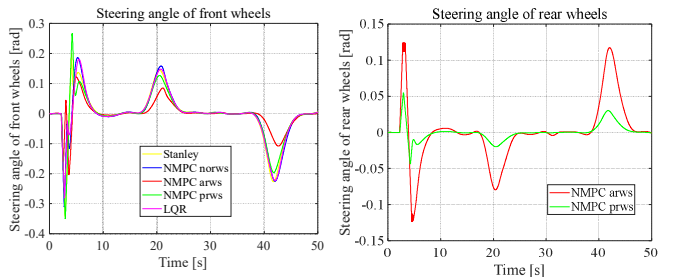 Steering angle of front wheels
Steering angle of front wheels [rad]
0.3
0.2
0.1
0
-0.1
-0.2
-0.3
-0.4
Stanley
NMPC norws
NMPC arws
NMPC prws
LQR
0 10 20 30 40 50
Time [s]
Steering angle of rear wheels
Steering angle of rear wheels [rad]
0.15
0.1
0.05
0
-0.05
-0.1
-0.15
NMPC arws
NMPC prws
0 10 20 30 40 50
Time [s]